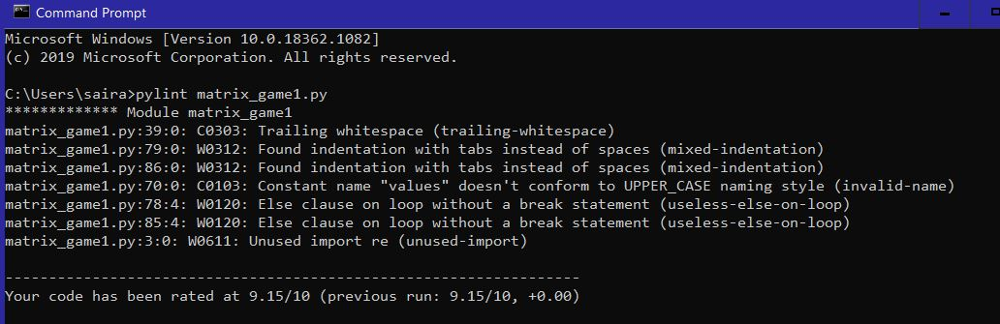 Command Prompt
Microsoft Windows [Version 10.0.18362.1082]
(c) 2019 Microsoft Corporation. All rights reserved.
C:\Users\saira>pylint matrix_game1.py
************* Module matrix_game1
matrix_game1.py:39:0: C0303: Trailing whitespace (trailing-whitespace)
matrix_game1.py:79:0: W0312: Found indentation with tabs instead of spaces (mixed-indentation)
matrix_game1.py:86:0: W0312: Found indentation with tabs instead of spaces (mixed-indentation)
matrix_game1.py:70:0: C0103: Constant name "values" doesn't conform to UPPER_CASE naming style (invalid-name)
matrix_game1.py:78:4: W0120: Else clause on loop without a break statement (useless-else-on-loop)
matrix_game1.py:85:4: W0120: Else clause on loop without a break statement (useless-else-on-loop)
matrix_game1.py:3:0: W0611: Unused import re (unused-import)
------------------------------------------------------------------
Your code has been rated at 9.15/10 (previous run: 9.15/10, +0.00)